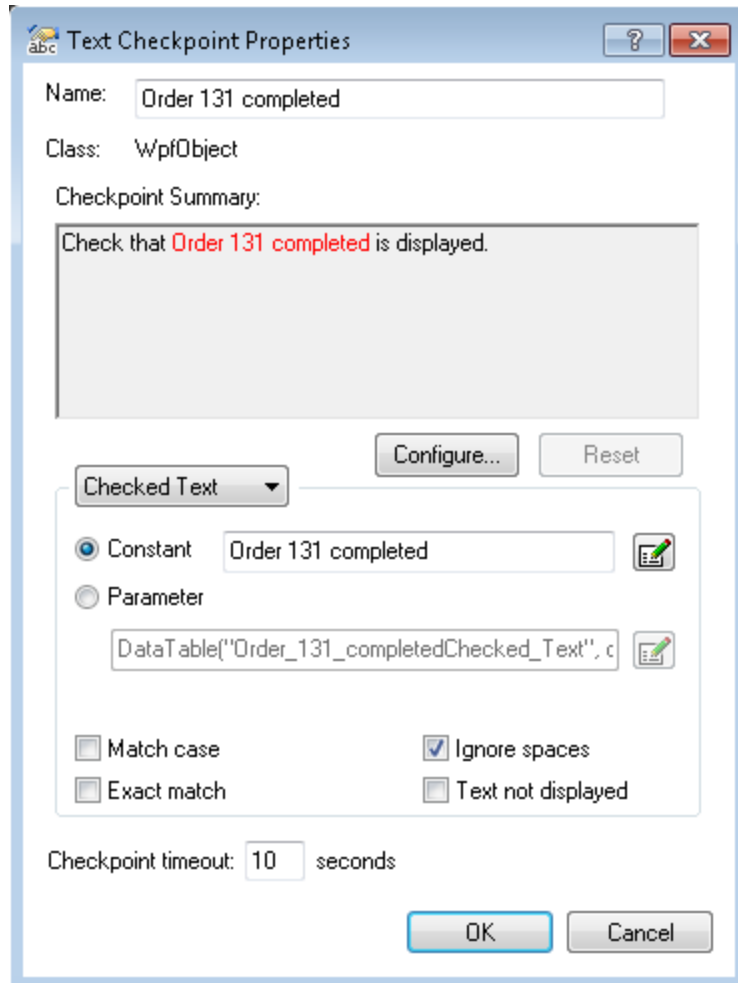 abc Text Checkpoint Properties ?
Name: Order 131 completed
Class: WpfObject
Checkpoint Summary:
Check that Order 131 completed is displayed.
Configure... Reset
Checked Text
Constant Order 131 completed
Parameter
DataTable("Order_131_completedChecked_Text",
Match case Ignore spaces
Exact match Text not displayed
Checkpoint timeout: 10 seconds
OK Cancel